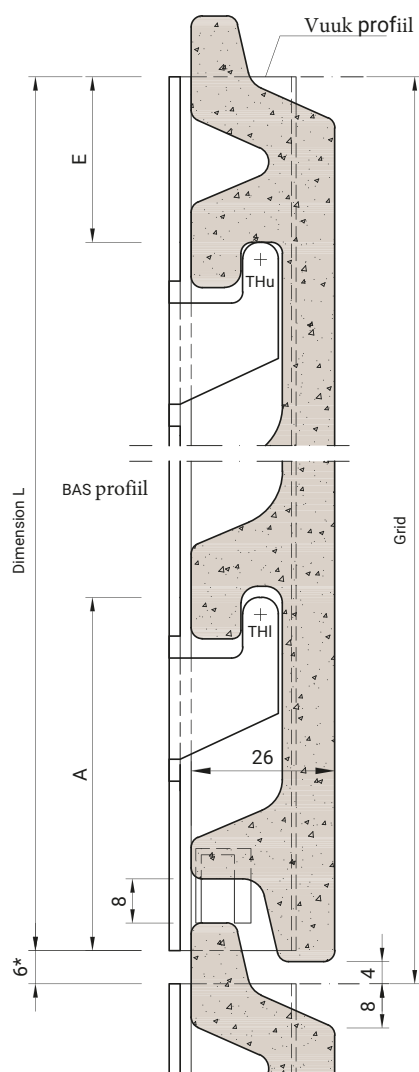 Vuuk profiil
E
THu
BAS profiil
Dimension L
Grid
THl
A
26
8
6*
4
8